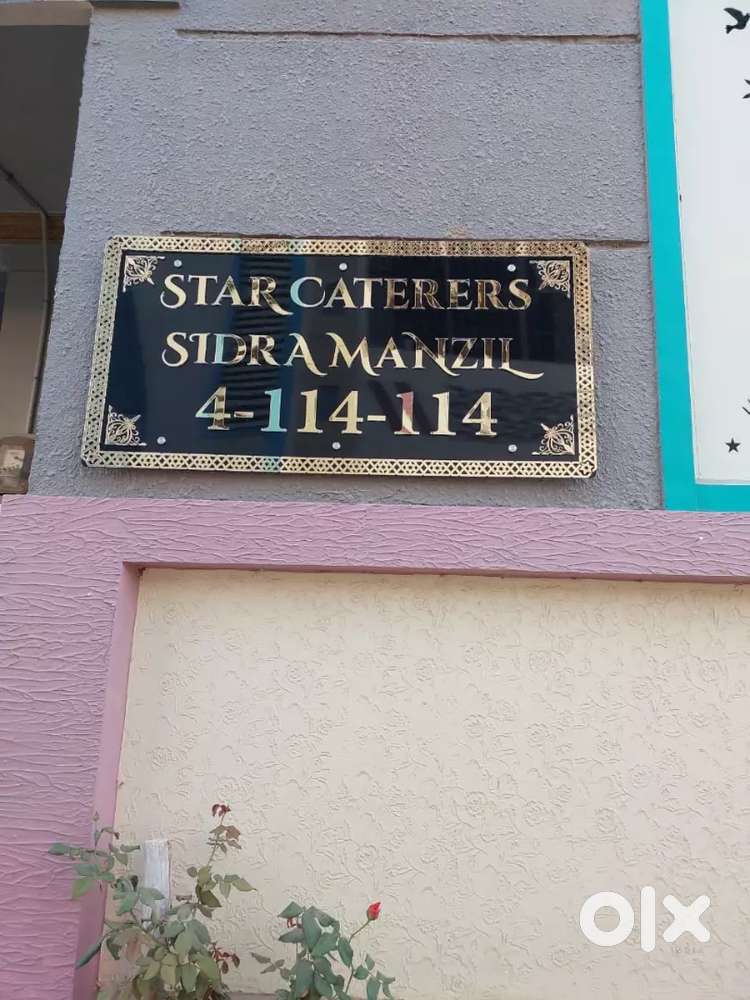 STAR CATERERS
SIDRA MANZIL
4-114-114
olx